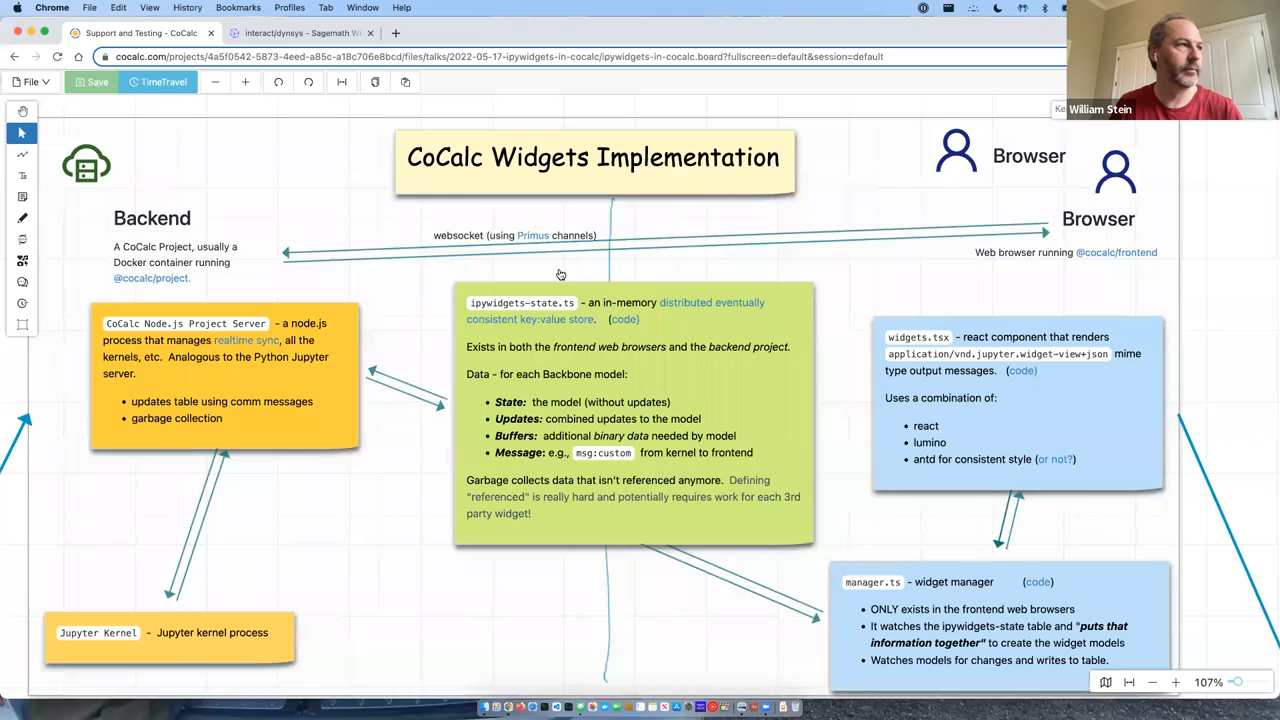 Chrome File Edit View History Bookmarks Profiles Tab Window Help
Support and Testing - CoCalc
interact/dynsys - Sagemath Wi
cocalc.com/projects/4a5f0542-5873-4eed-a85c-a18c706e8bcd/files/talks/2022-05-17-ipywidgets-in-cocalc/ipywidgets-in-cocalc.board?fullscreen=default&session=default
File Save TimeTravel
Ke
William Stein
CoCalc Widgets Implementation
Browser
Backend
Browser
websocket (using Primus channels)
A CoCalc Project, usually a
Docker container running
@cocalc/project.
Web browser running @cocalc/frontend
CoCalc Node.js Project Server - a node.js
process that manages realtime sync, all the
kernels, etc. Analogous to the Python Jupyter
server.
updates table using comm messages
garbage collection
ipywidgets-state.ts - an in-memory distributed eventually
consistent key:value store. (code)
Exists in both the frontend web browsers and the backend project.
Data - for each Backbone model:
State: the model (without updates)
Updates: combined updates to the model
Buffers: additional binary data needed by model
Message: e.g., msg:custom from kernel to frontend
Garbage collects data that isn't referenced anymore. Defining
"referenced" is really hard and potentially requires work for each 3rd
party widget!
widgets.tsx - react component that renders
application/vnd.jupyter.widget-view+json mime
type output messages. (code)
Uses a combination of:
react
lumino
antd for consistent style (or not?)
Jupyter Kernel - Jupyter kernel process
manager.ts - widget manager (code)
ONLY exists in the frontend web browsers
It watches the ipywidgets-state table and "puts that
information together" to create the widget models
Watches models for changes and writes to table.
107%